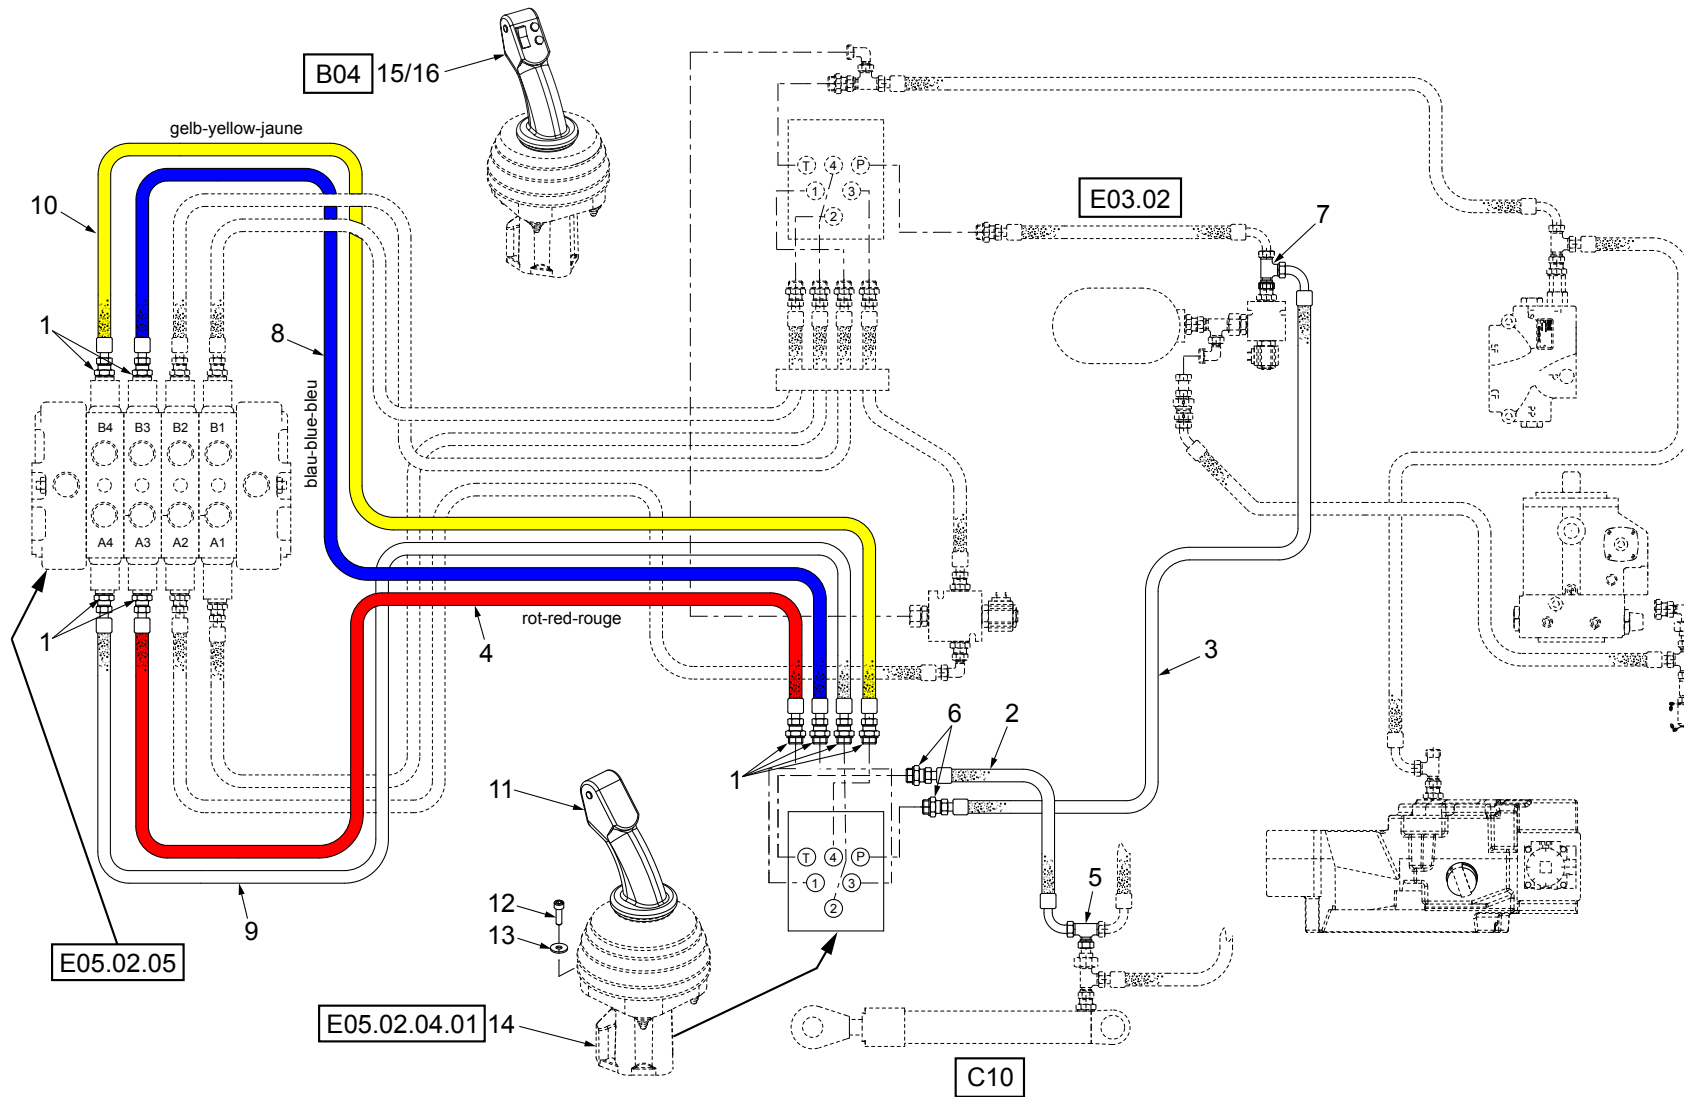 B04 15/16
gelb-yellow-jaune
10
T 4 P
1 3
2
E03.02
7
1
8
blau-blue-bleu
B4 B3 B2 B1
A4 A3 A2 A1
1
rot-red-rouge
4
3
6 2
1
11
T 4 P
1 3
2
5
12
13
9
E05.02.05
E05.02.04.01 14
C10